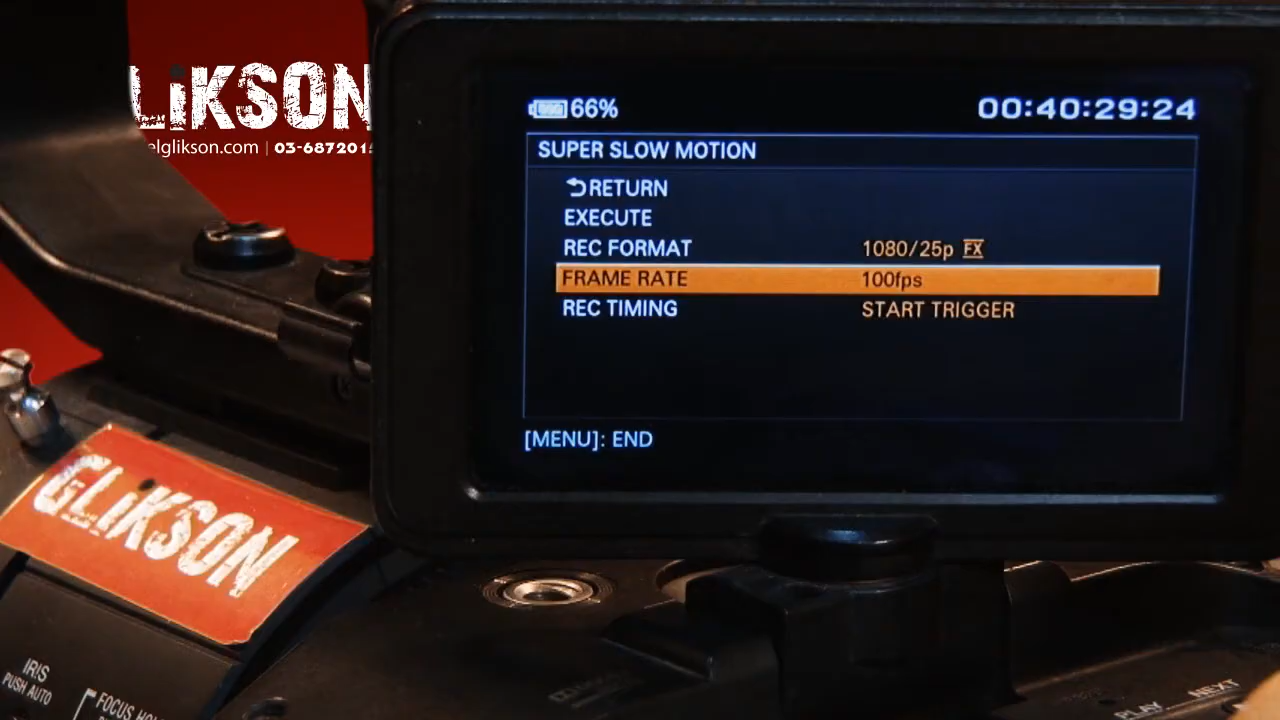 LiKSON
elglikson.com | 03-687201
66%
00:40:29:24
SUPER SLOW MOTION
RETURN
EXECUTE
REC FORMAT 1080/25p FX
FRAME RATE 100fps
REC TIMING START TRIGGER
[MENU]: END
GLiKSON
IRIS
PUSH AUTO
FOCUS HOL
PLAY
NEXT